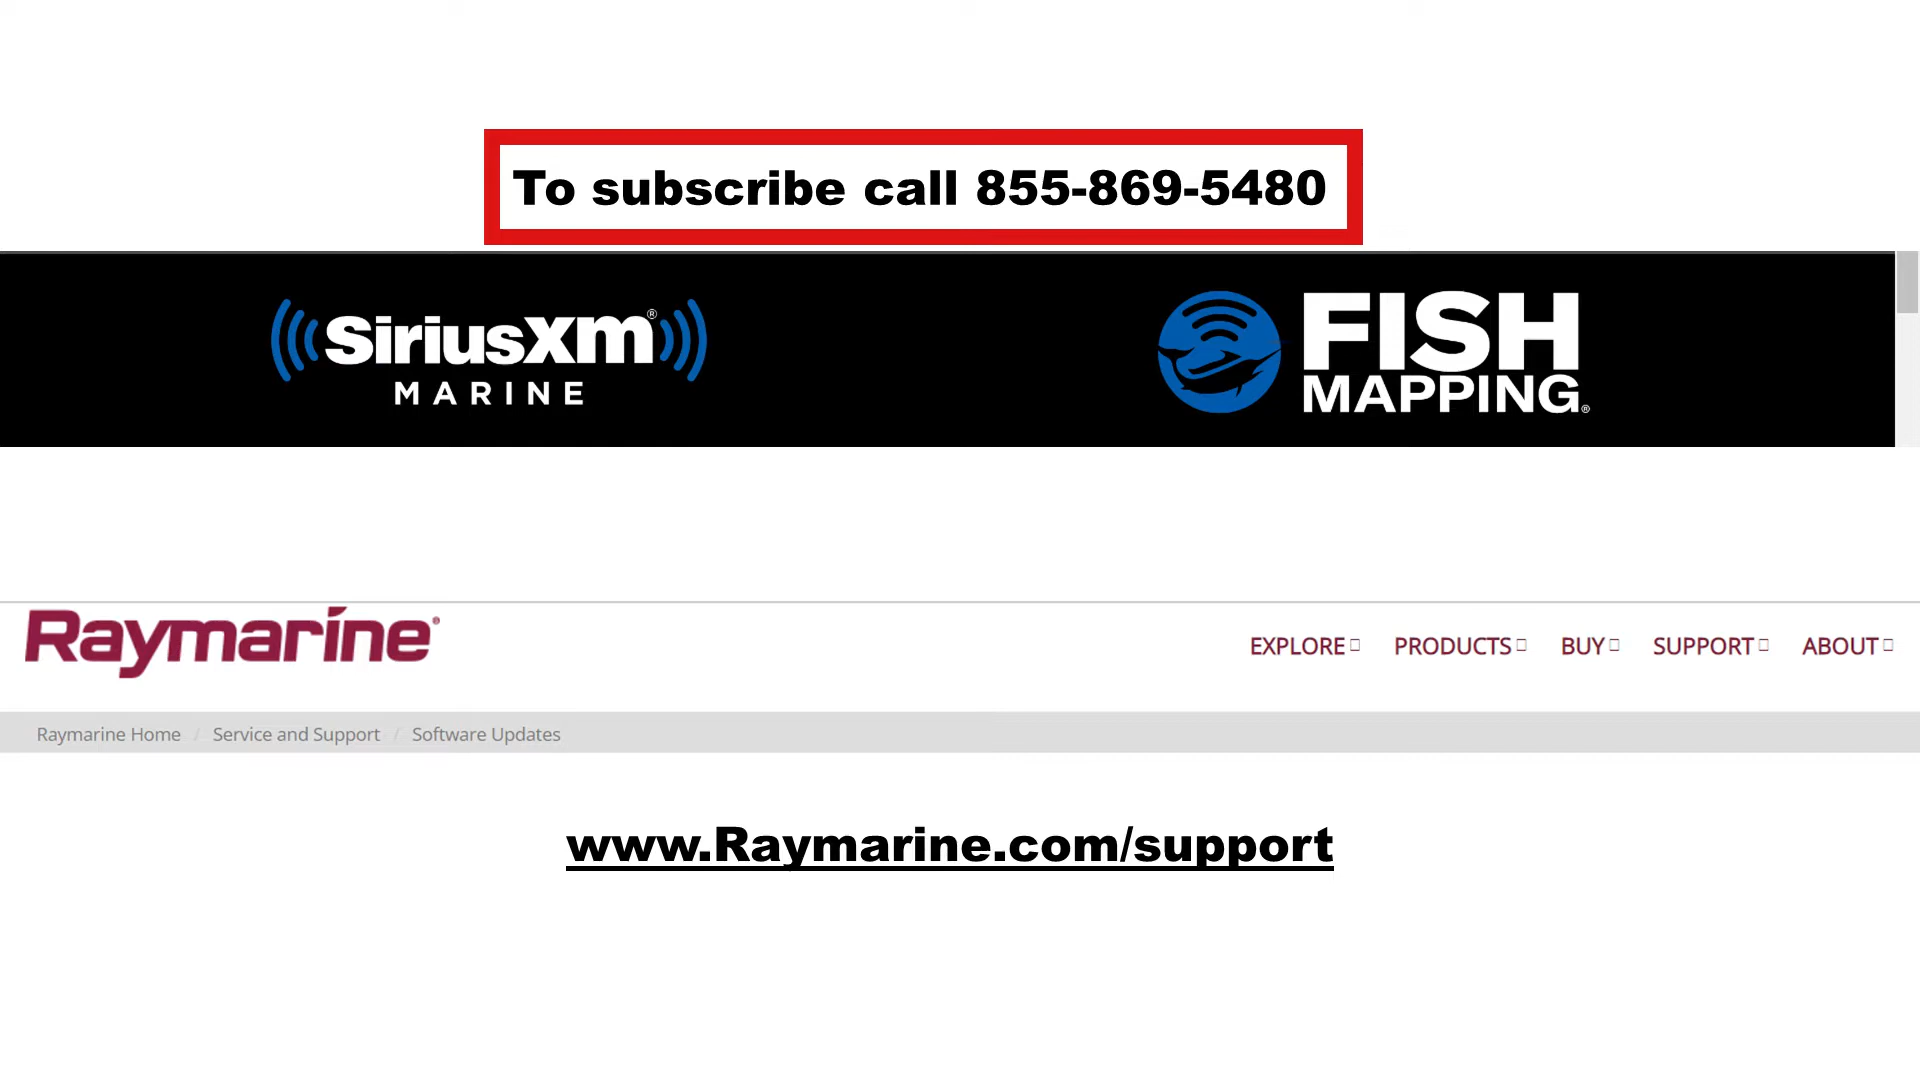 To subscribe call 855-869-5480
SiriusXm®
MARINE
FISH
MAPPING®
Raymarine®
EXPLORE PRODUCTS BUY SUPPORT ABOUT
Raymarine Home / Service and Support / Software Updates
www.Raymarine.com/support